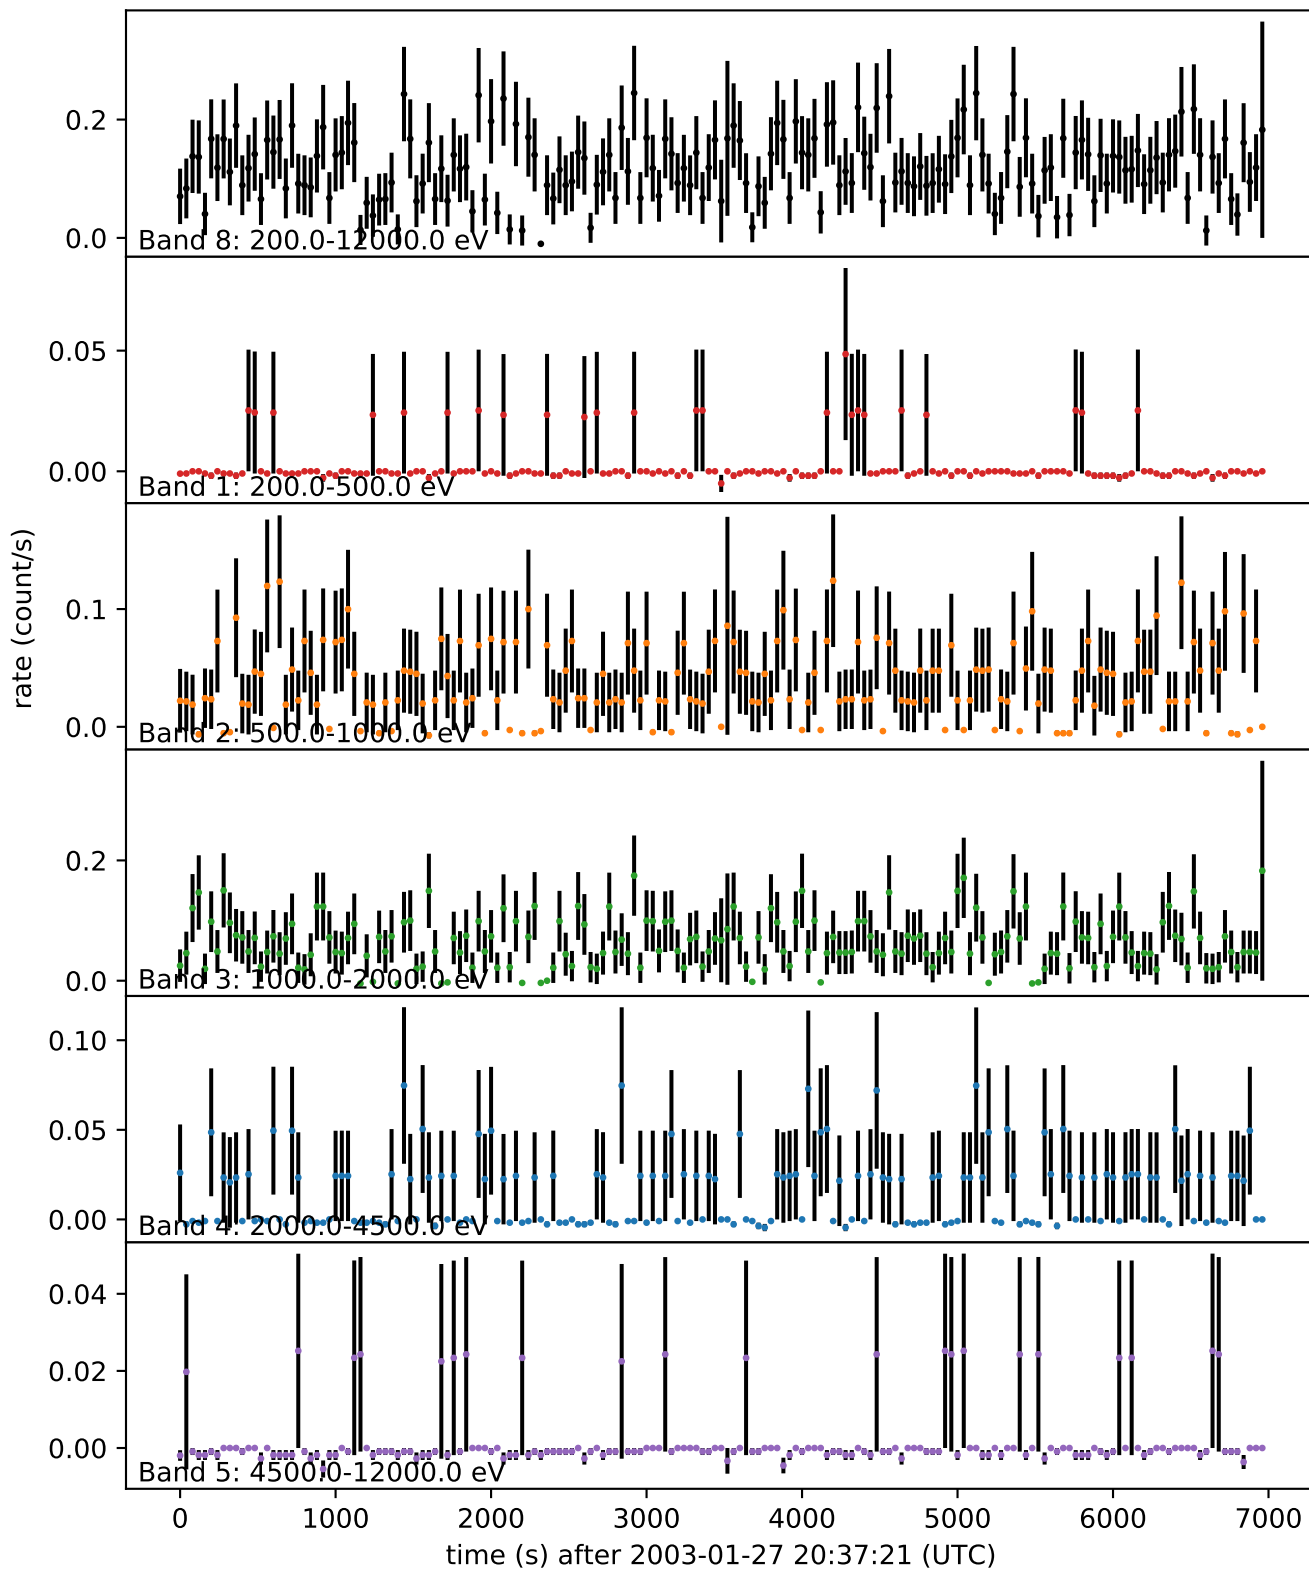 0.2
0.0
Band 8: 200.0-12000.0 eV
0.05
0.00
Band 1: 200.0-500.0 eV
rate (count/s)
0.1
0.0
Band 2: 500.0-1000.0 eV
0.2
0.0
Band 3: 1000.0-2000.0 eV
0.10
0.05
0.00
Band 4: 2000.0-4500.0 eV
0.04
0.02
0.00
Band 5: 4500.0-12000.0 eV
0 1000 2000 3000 4000 5000 6000 7000
time (s) after 2003-01-27 20:37:21 (UTC)